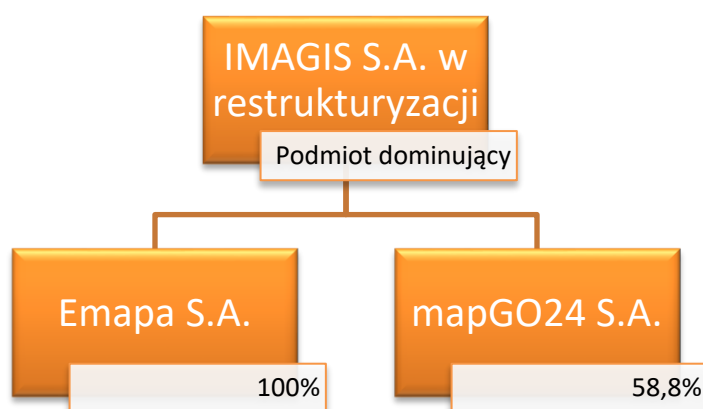 IMAGIS S.A. w
restrukturyzacji
Podmiot dominujący
Emapa S.A.
100%
mapGO24 S.A.
58,8%